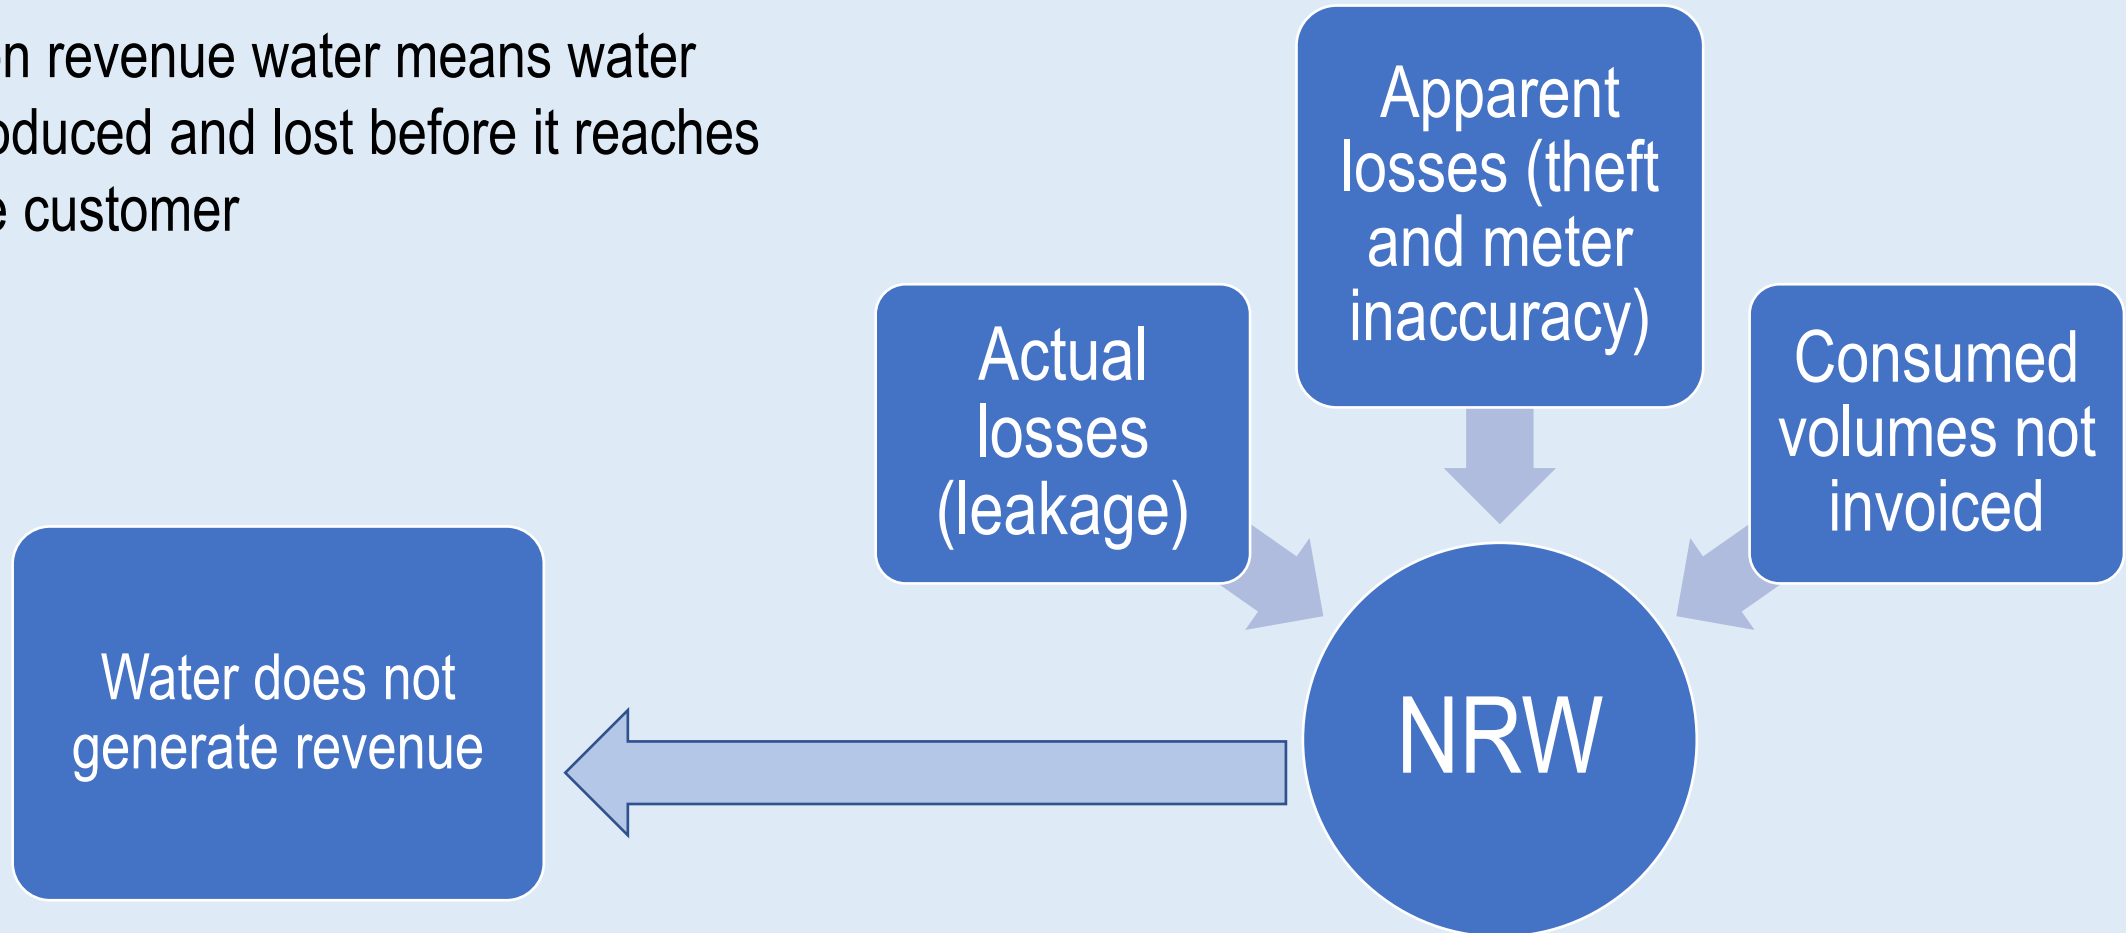 n revenue water means water
oduced and lost before it reaches
e customer
Apparent
losses (theft
and meter
inaccuracy)
Actual
losses
(leakage)
Consumed
volumes not
invoiced
Water does not
generate revenue
NRW